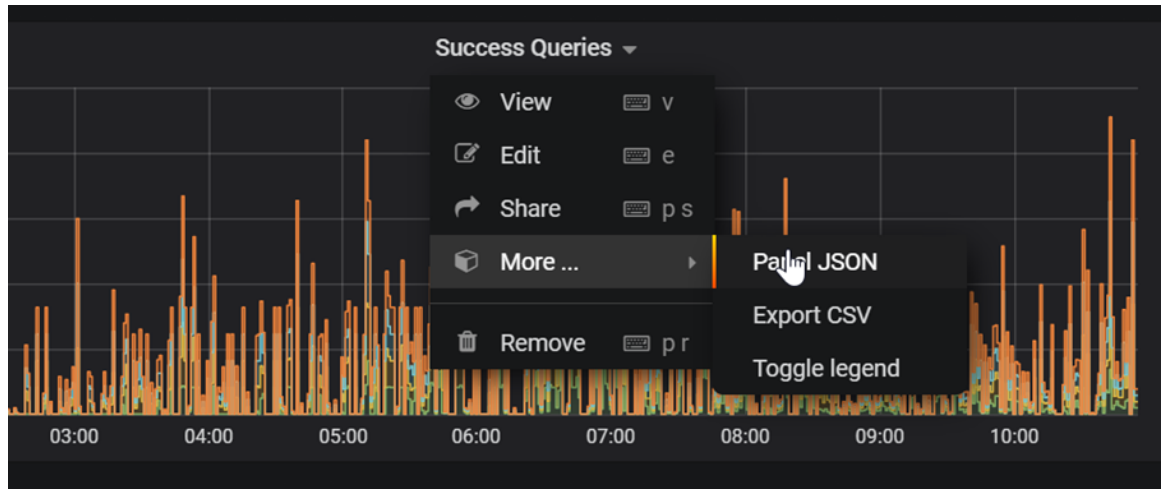 Success Queries
View v
Edit e
Share p s
More ...
Panel JSON
Export CSV
Remove p r
Toggle legend
03:00 04:00 05:00 06:00 07:00 08:00 09:00 10:00